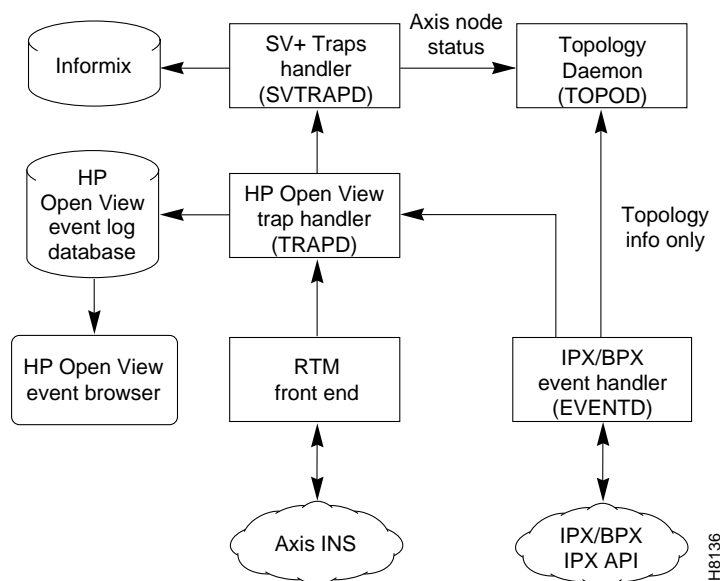 Informix
SV+ Traps
handler
(SVTRAPD)
Axis node
status
Topology
Daemon
(TOPOD)
HP
Open View
event log
database
HP Open View
trap handler
(TRAPD)
Topology
info only
HP Open View
event browser
RTM
front end
IPX/BPX
event handler
(EVENTD)
Axis INS
IPX/BPX
IPX API
H8136